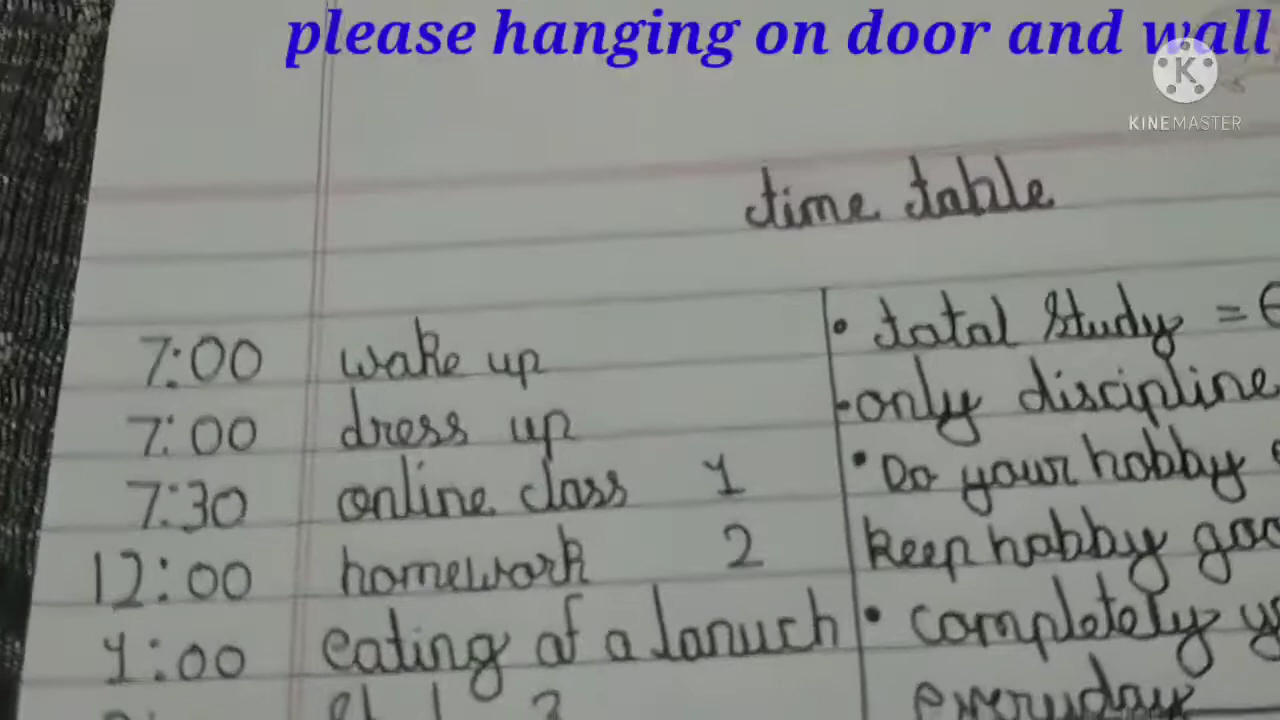 please hanging on door and wall
KINEMASTER
time table
7:00 wake up
7:00 dress up
7:30 online class 1
12:00 homework 2
1:00 eating of a lanuch
• total study =
only discipline
• Do your hobby
keep hobby
• completely
everyday